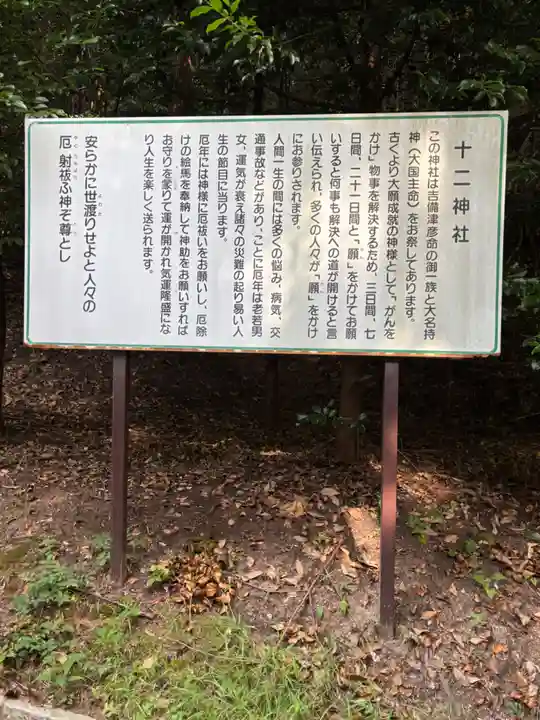 十二神社
この神社は吉備津彦命の御一族と大名持
神（大国主命）をお祭してあります。
古くより大願成就の神様として「がんを
かけ」物事を解決するため、三日間、七
日間、二十一日間と、「願」をかけてお願
いすると何事も解決への道が開けると言
い伝えられ、多くの人々が「願」をかけ
にお参りされます。
人間一生の間には多くの悩み、病気、交
通事故などがあり、ことに厄年は老若男
女、運気が衰え諸々の災難の起り易い人
生の節目に当ります。
厄年には神様に厄祓いをお願いし、厄除
けの絵馬を奉納して神助をお願いすれば
お守りを蒙りて運が開かれ気運隆盛にな
り人生を楽しく送られます。
安らかに世渡りせよと人々の
厄 射祓ふ神ぞ尊とし